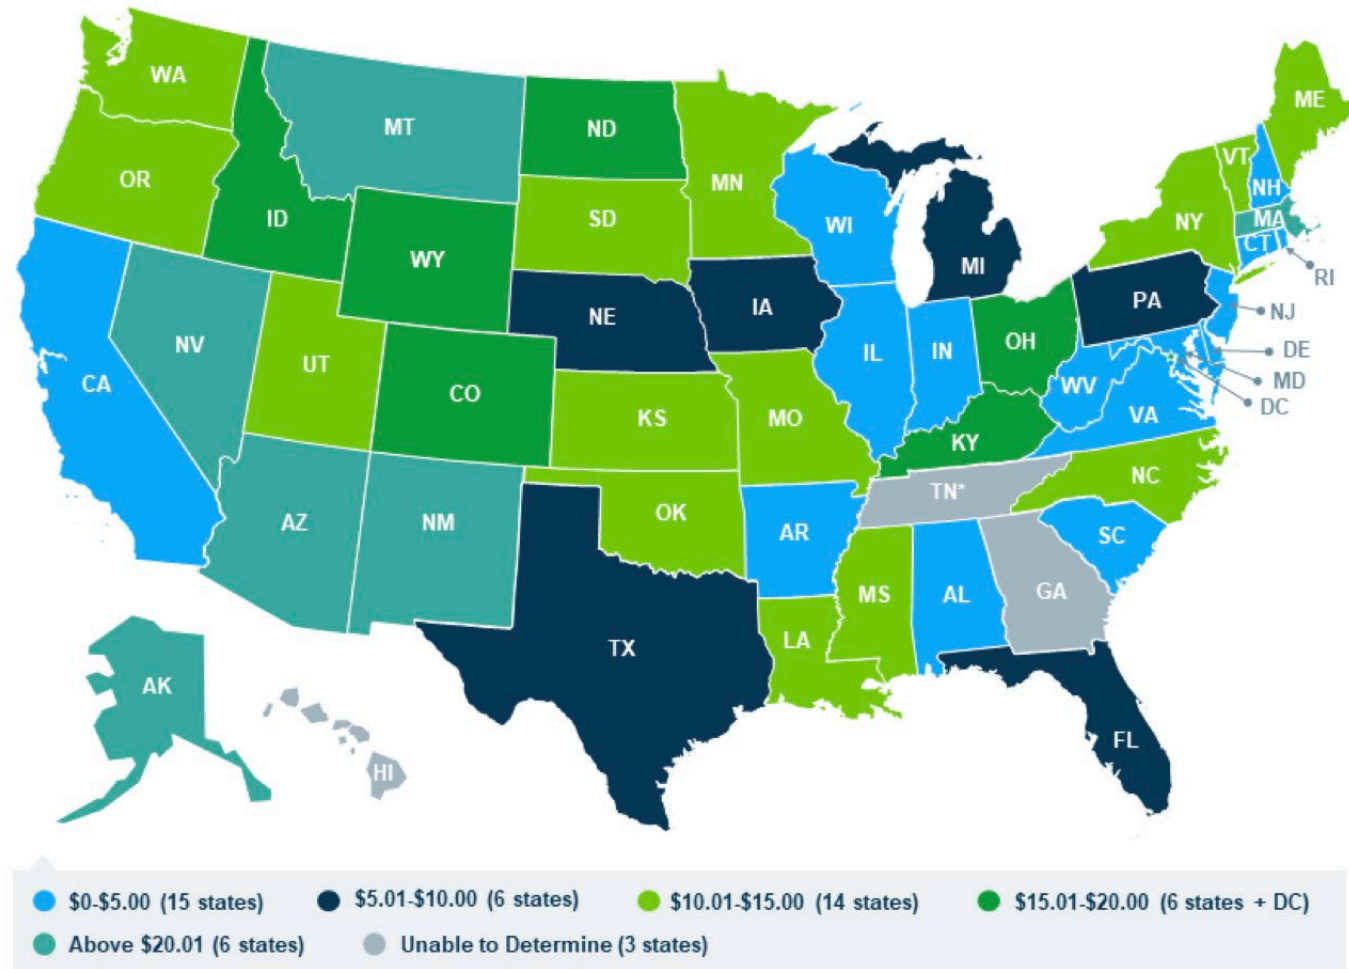 WA
MT
ND
ME
OR
ID
MN
VT
NH
SD
WI
NY
MA
WY
CT
MI
RI
NE
IA
PA
NJ
NV
UT
IL
IN
OH
DE
CA
CO
WV
MD
DC
KS
MO
VA
KY
NC
TN*
AZ
NM
OK
AR
SC
MS
AL
GA
TX
LA
AK
FL
HI
$0-$5.00 (15 states)
$5.01-$10.00 (6 states)
$10.01-$15.00 (14 states)
$15.01-$20.00 (6 states + DC)
Above $20.01 (6 states)
Unable to Determine (3 states)